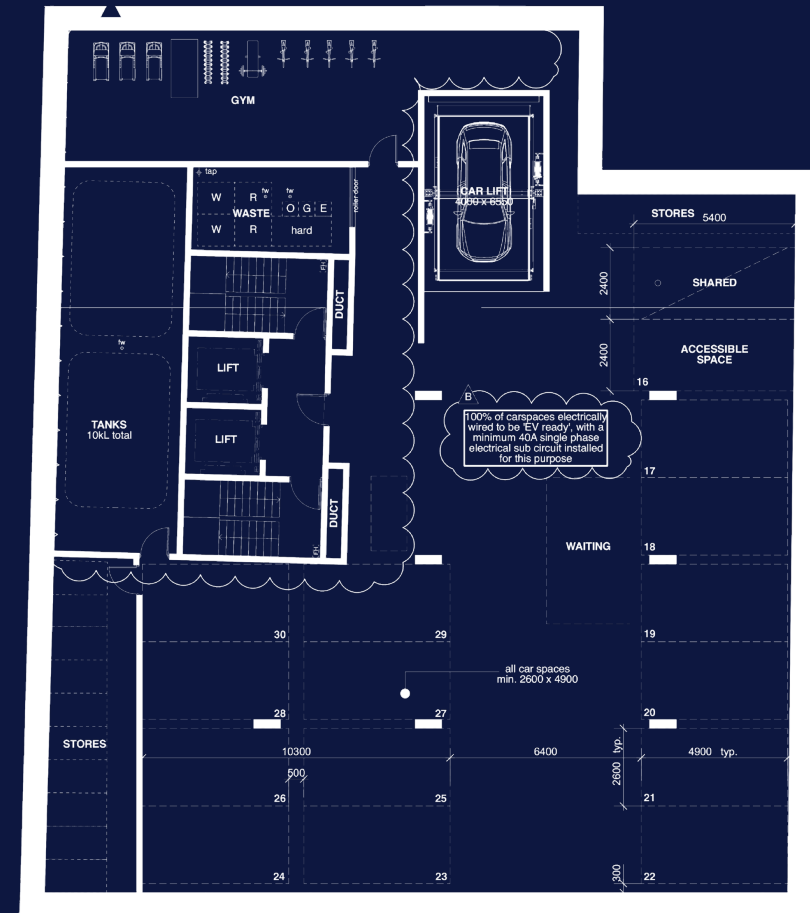 GYM
tap
W
R
fw
fw
WASTE
O G E
W
R
hard
roller door
CAR LIFT
4000 x 6550
STORES
5400
2400
SHARED
2400
ACCESSIBLE
SPACE
FH
DUCT
LIFT
fw
TANKS
10kL total
LIFT
DUCT
FH
B
100% of carspaces electrically
wired to be 'EV ready', with a
minimum 40A single phase
electrical sub circuit installed
for this purpose
16
17
WAITING
18
30
29
19
all car spaces
min. 2600 x 4900
28
27
20
STORES
10300
6400
4900 typ.
2600 typ.
500
26
25
21
24
23
300
22